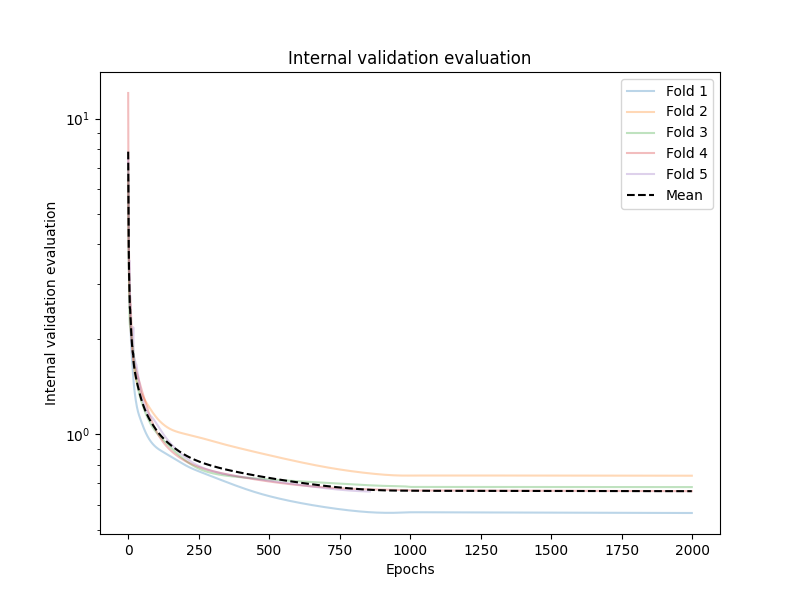 Internal validation evaluation
Fold 1
Fold 2
Fold 3
Fold 4
Fold 5
Mean
Internal validation evaluation
10¹
10⁰
0 250 500 750 1000 1250 1500 1750 2000
Epochs